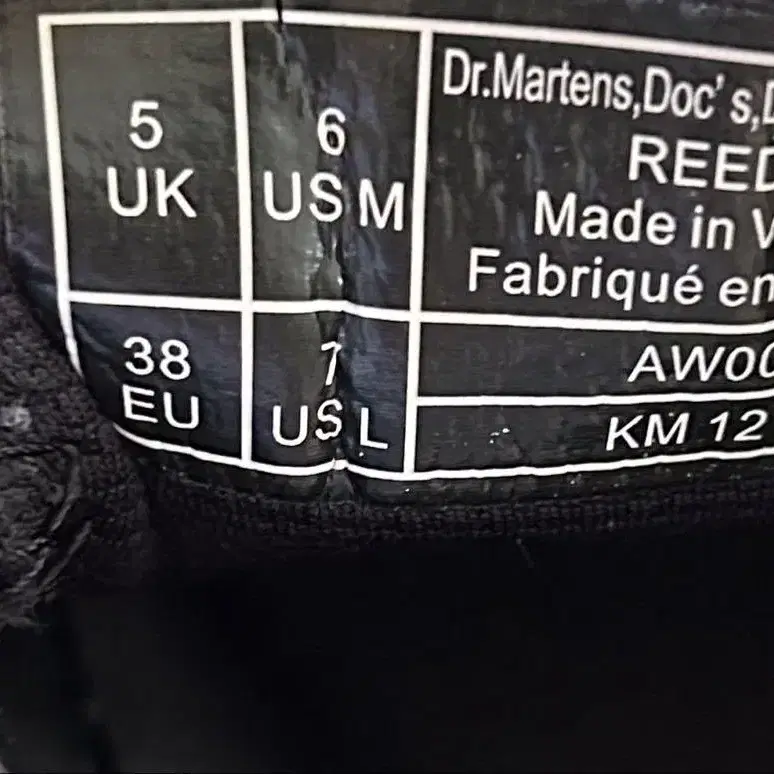 5
UK
6
US M
38
EU
7
US L
Dr.Martens,Doc's,
REED
Made in V
Fabriqué en
AW00
KM 12